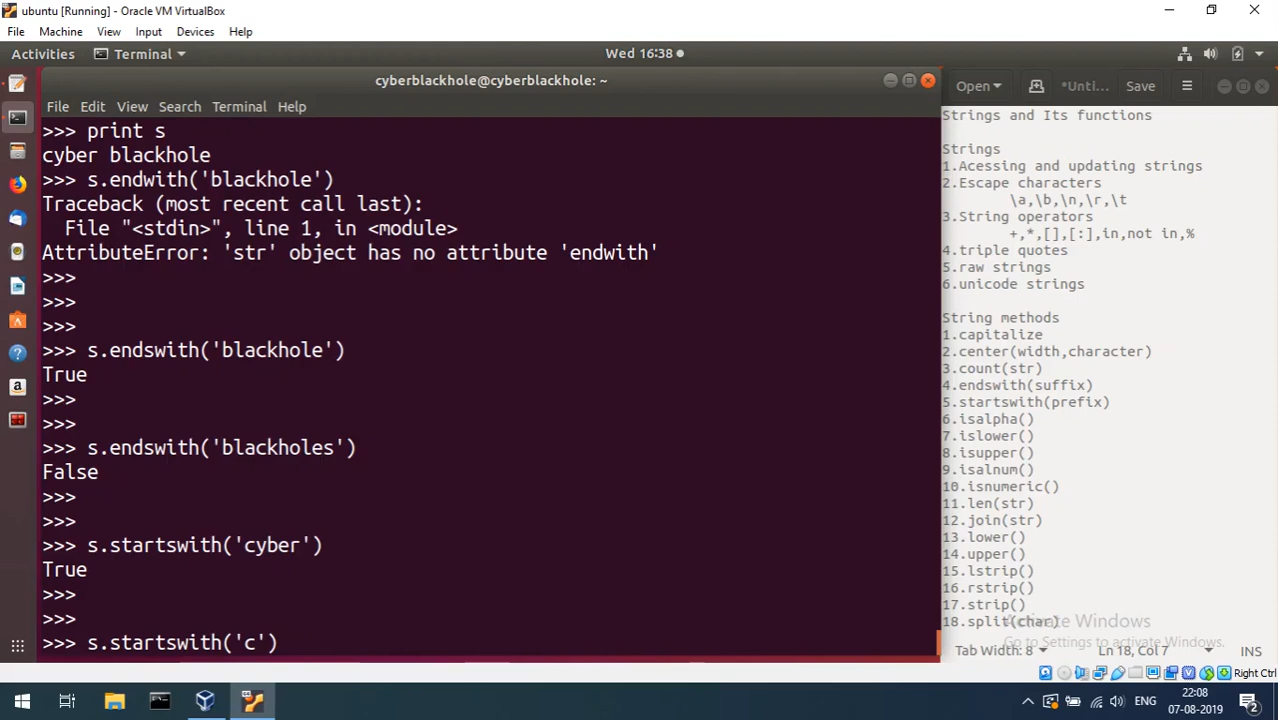 ubuntu [Running] - Oracle VM VirtualBox
File Machine View Input Devices Help
Activities Terminal Wed 16:38
cyberblackhole@cyberblackhole: ~
File Edit View Search Terminal Help
>>> print s
cyber blackhole
>>> s.endwith('blackhole')
Traceback (most recent call last):
File "<stdin>", line 1, in <module>
AttributeError: 'str' object has no attribute 'endwith'
>>>
>>>
>>>
>>> s.endswith('blackhole')
True
>>>
>>>
>>> s.endswith('blackholes')
False
>>>
>>>
>>> s.startswith('cyber')
True
>>>
>>>
>>> s.startswith('c')
Open *Unti... Save
Strings and Its functions
Strings
1.Acessing and updating strings
2.Escape characters
\a,\b,\n,\r,\t
3.String operators
+,*,[],[:],in,not in,%
4.triple quotes
5.raw strings
6.unicode strings
String methods
1.capitalize
2.center(width,character)
3.count(str)
4.endswith(suffix)
5.startswith(prefix)
6.isalpha()
7.islower()
8.isupper()
9.isalnum()
10.isnumeric()
11.len(str)
12.join(str)
13.lower()
14.upper()
15.lstrip()
16.rstrip()
17.strip()
18.split(char)
Activate Windows
Go to Settings to activate Windows.
Tab Width: 8 Ln 18, Col 7 INS
Right Ctrl
ENG 22:08
07-08-2019
2